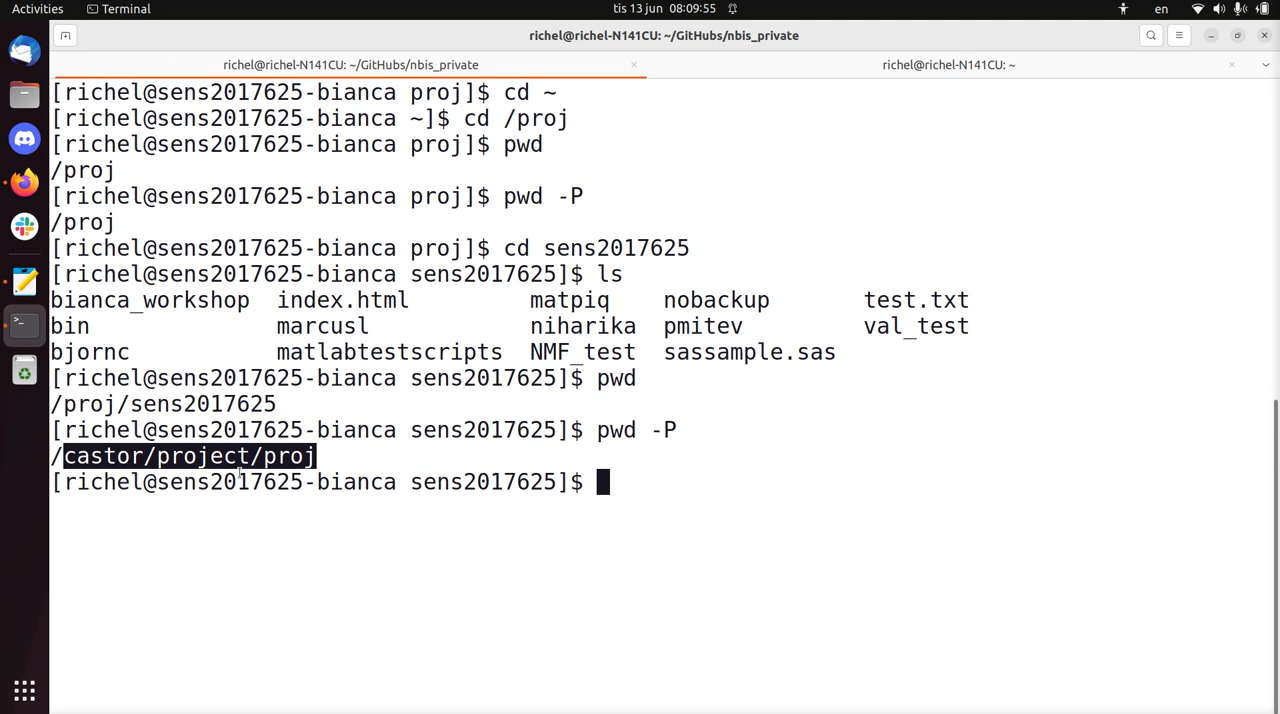 Activities Terminal tis 13 jun 08:09:55 en
richel@richel-N141CU: ~/GitHubs/nbis_private
richel@richel-N141CU: ~/GitHubs/nbis_private richel@richel-N141CU: ~
[richel@sens2017625-bianca proj]$ cd ~
[richel@sens2017625-bianca ~]$ cd /proj
[richel@sens2017625-bianca proj]$ pwd
/proj
[richel@sens2017625-bianca proj]$ pwd -P
/proj
[richel@sens2017625-bianca proj]$ cd sens2017625
[richel@sens2017625-bianca sens2017625]$ ls
bianca_workshop index.html matpiq nobackup test.txt
bin marcusl niharika pmitev val_test
bjornc matlabtestscripts NMF_test sassample.sas
[richel@sens2017625-bianca sens2017625]$ pwd
/proj/sens2017625
[richel@sens2017625-bianca sens2017625]$ pwd -P
/castor/project/proj
[richel@sens2017625-bianca sens2017625]$